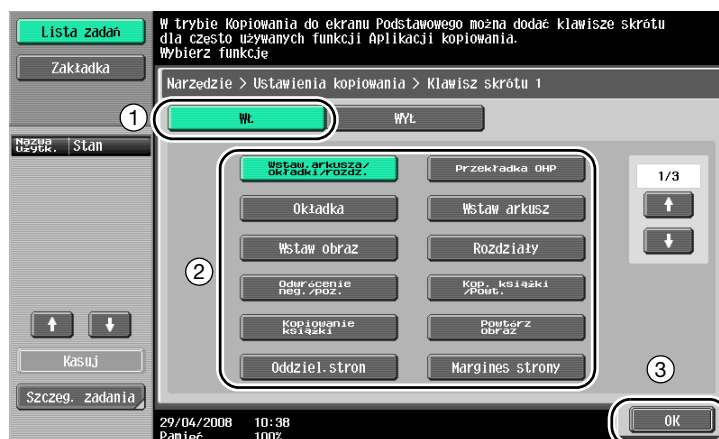 Lista zadań
Zakładka
W trybie Kopiowania do ekranu Podstawowego można dodać klawisze skrótu
dla często używanych funkcji Aplikacji kopiowania.
Wybierz funkcję
Narzędzie > Ustawienia kopiowania > Klawisz skrótu 1
1
WŁ
WYŁ
Nazwa użytk.
Stan
Wstaw.arkusza/
okładki/rozdz.
Przekładka OHP
1/3
Okładka
Wstaw arkusz
Wstaw obraz
Rozdziały
2
Odwrócenie
neg./poz.
Kop. książki
/Powt.
Kopiowanie
książki
Powtórz
obraz
Oddziel.stron
Margines strony
3
Kasuj
Szczeg. zadania
OK
29/04/2008 10:38
Pamięć 100%